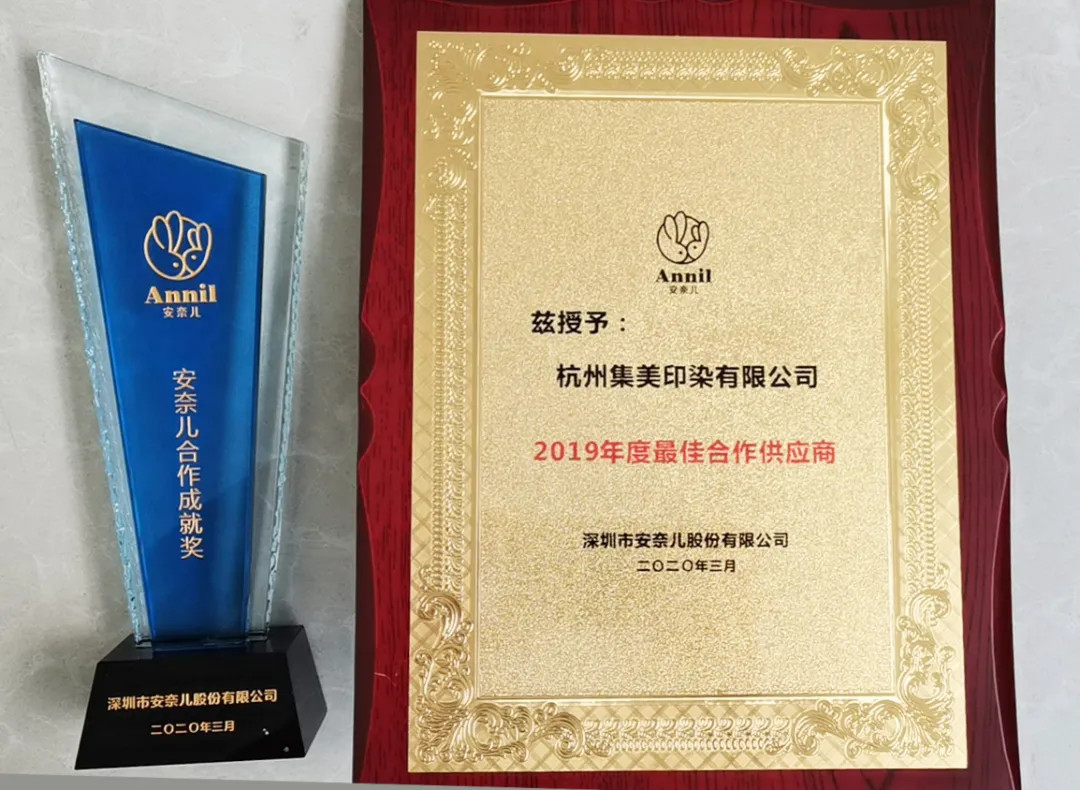 Annil
安奈儿
安奈儿合作成就奖
深圳市安奈儿股份有限公司
二〇二〇年三月
Annil
安奈儿
兹授予：
杭州集美印染有限公司
2019年度最佳合作供应商
深圳市安奈儿股份有限公司
二〇二〇年三月